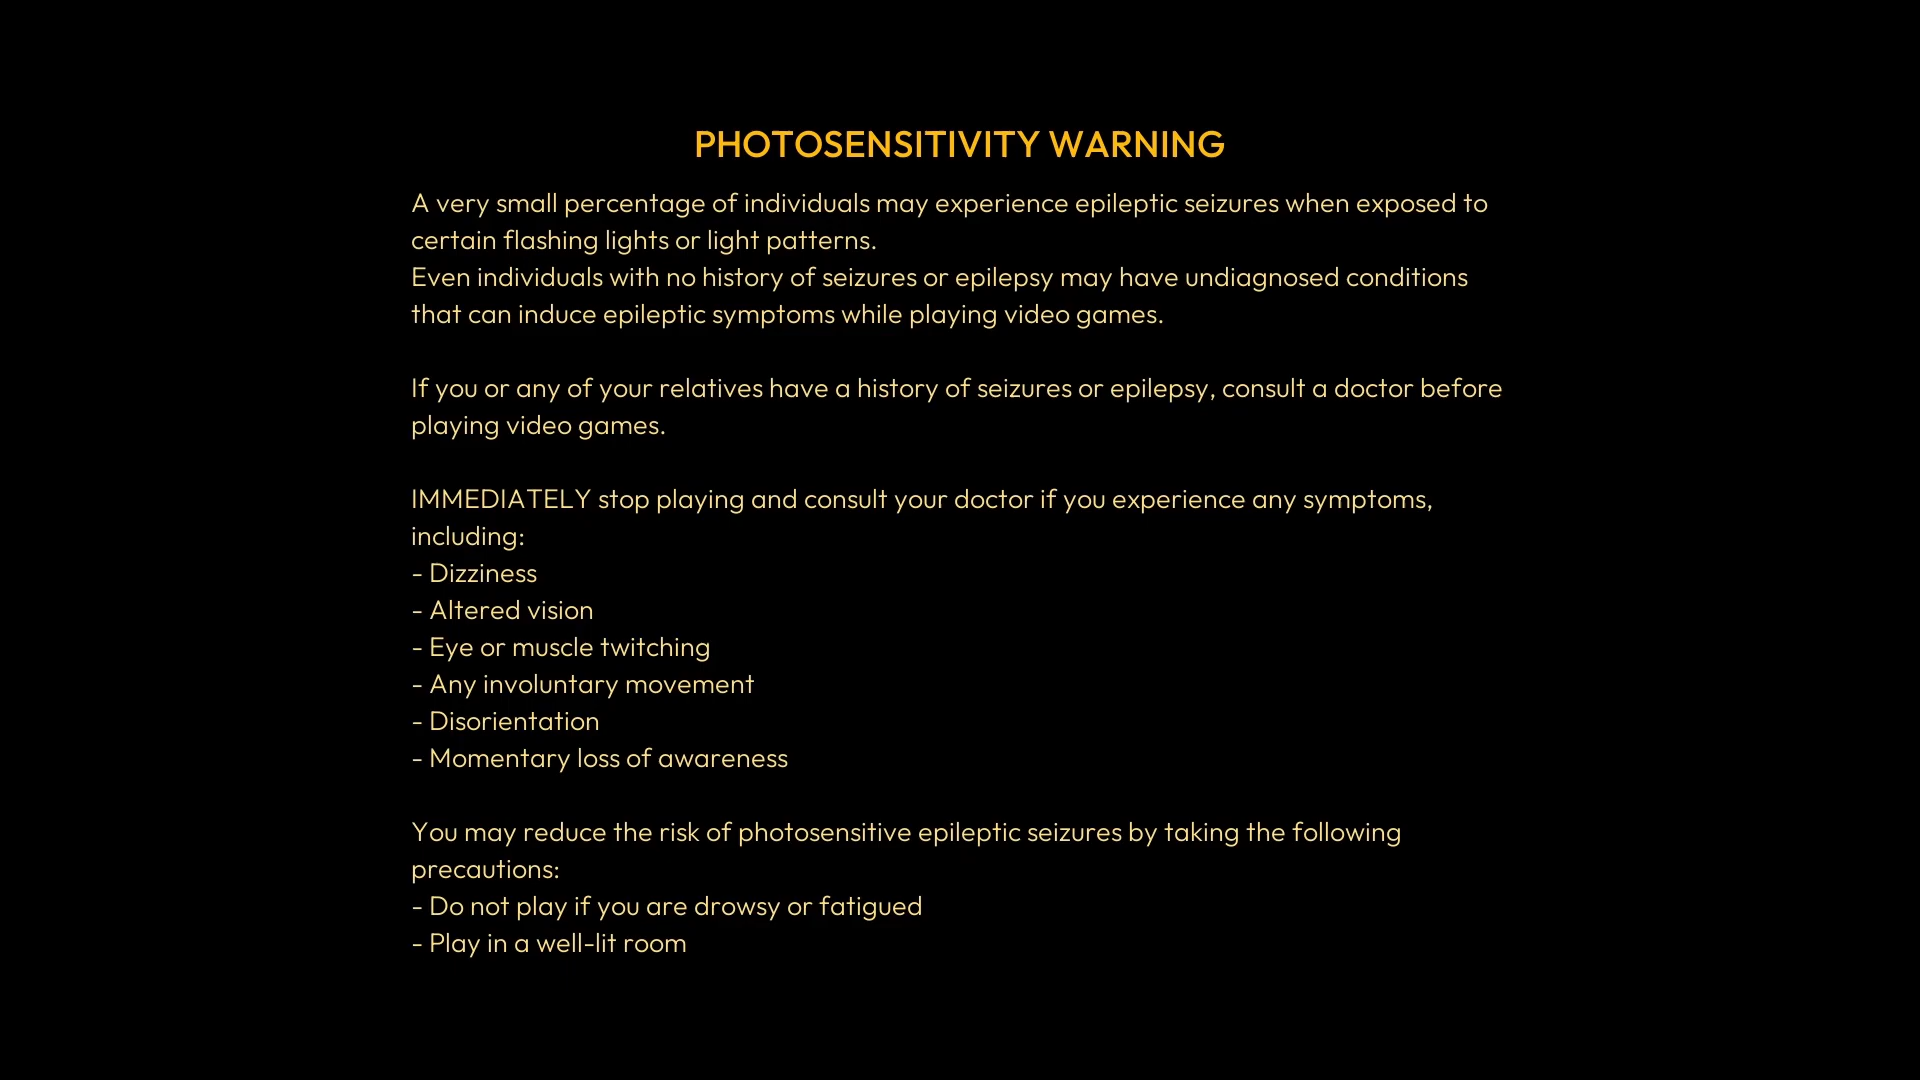 PHOTOSENSITIVITY WARNING
A very small percentage of individuals may experience epileptic seizures when exposed to
certain flashing lights or light patterns.
Even individuals with no history of seizures or epilepsy may have undiagnosed conditions
that can induce epileptic symptoms while playing video games.
If you or any of your relatives have a history of seizures or epilepsy, consult a doctor before
playing video games.
IMMEDIATELY stop playing and consult your doctor if you experience any symptoms,
including:
- Dizziness
- Altered vision
- Eye or muscle twitching
- Any involuntary movement
- Disorientation
- Momentary loss of awareness
You may reduce the risk of photosensitive epileptic seizures by taking the following
precautions:
- Do not play if you are drowsy or fatigued
- Play in a well-lit room